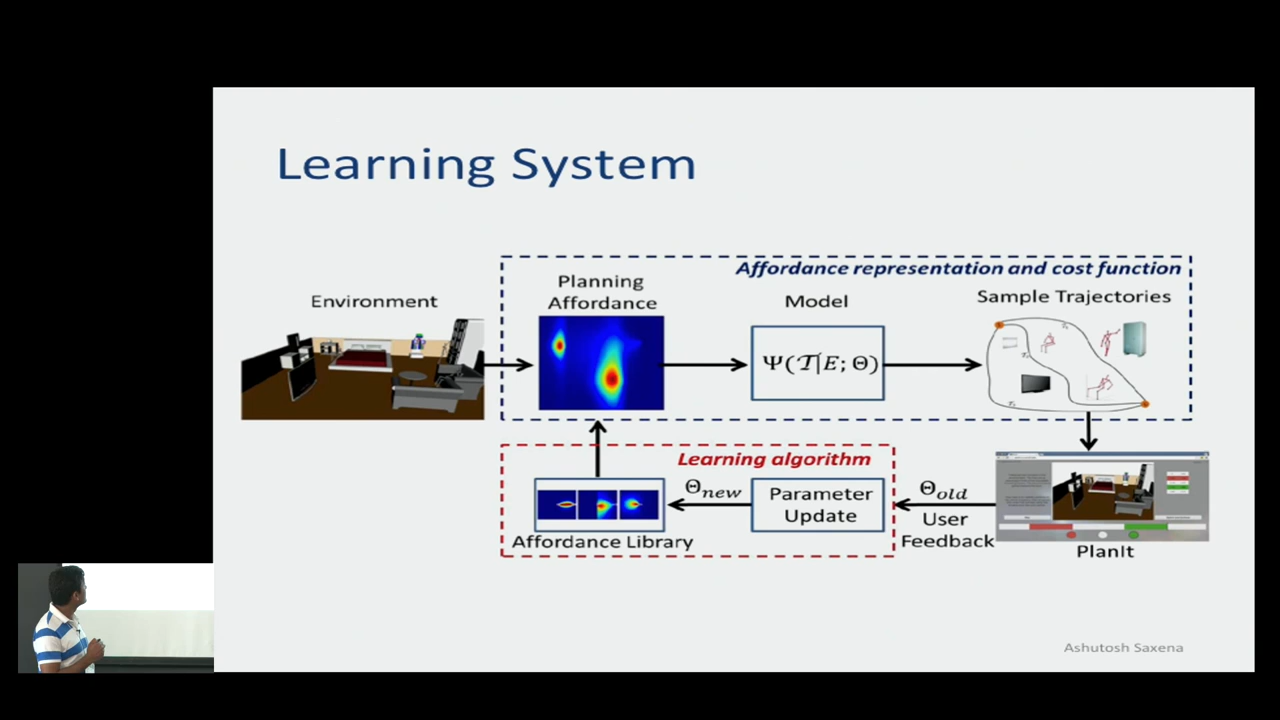 Learning System
Affordance representation and cost function
Environment
Planning
Affordance
Model
Sample Trajectories
Ψ(𝒯|E; Θ)
Learning algorithm
Θnew
Parameter
Update
Θold
User
Feedback
Affordance Library
PlanIt
Ashutosh Saxena